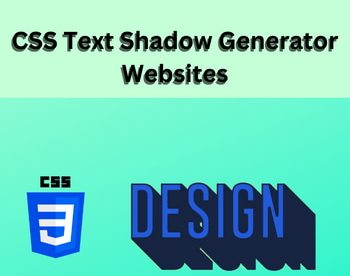 CSS Text Shadow Generator
Websites
CSS
3
DESIGN